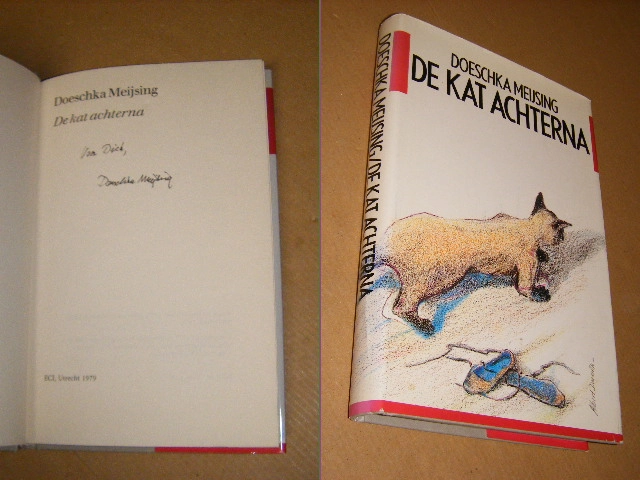 Doeschka Meijsing
De kat achterna
Voor Dick,
Doeschka Meijsing
ECI, Utrecht 1979
DOESCHKA MEIJSING/DE KAT ACHTERNA
DOESCHKA MEIJSING
DE KAT ACHTERNA